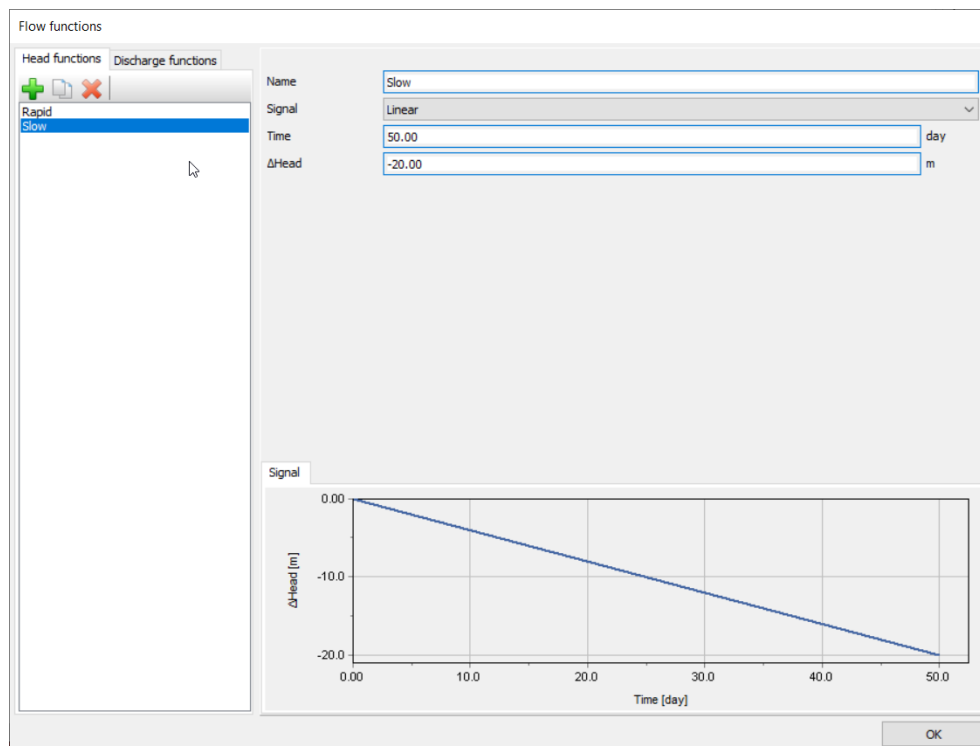 Flow functions
Head functions
Discharge functions
Rapid
Slow
Name
Slow
Signal
Linear
Time
50.00
day
ΔHead
-20.00
m
Signal
0.00
-10.0
-20.0
ΔHead [m]
0.00
10.0
20.0
30.0
40.0
50.0
Time [day]
OK